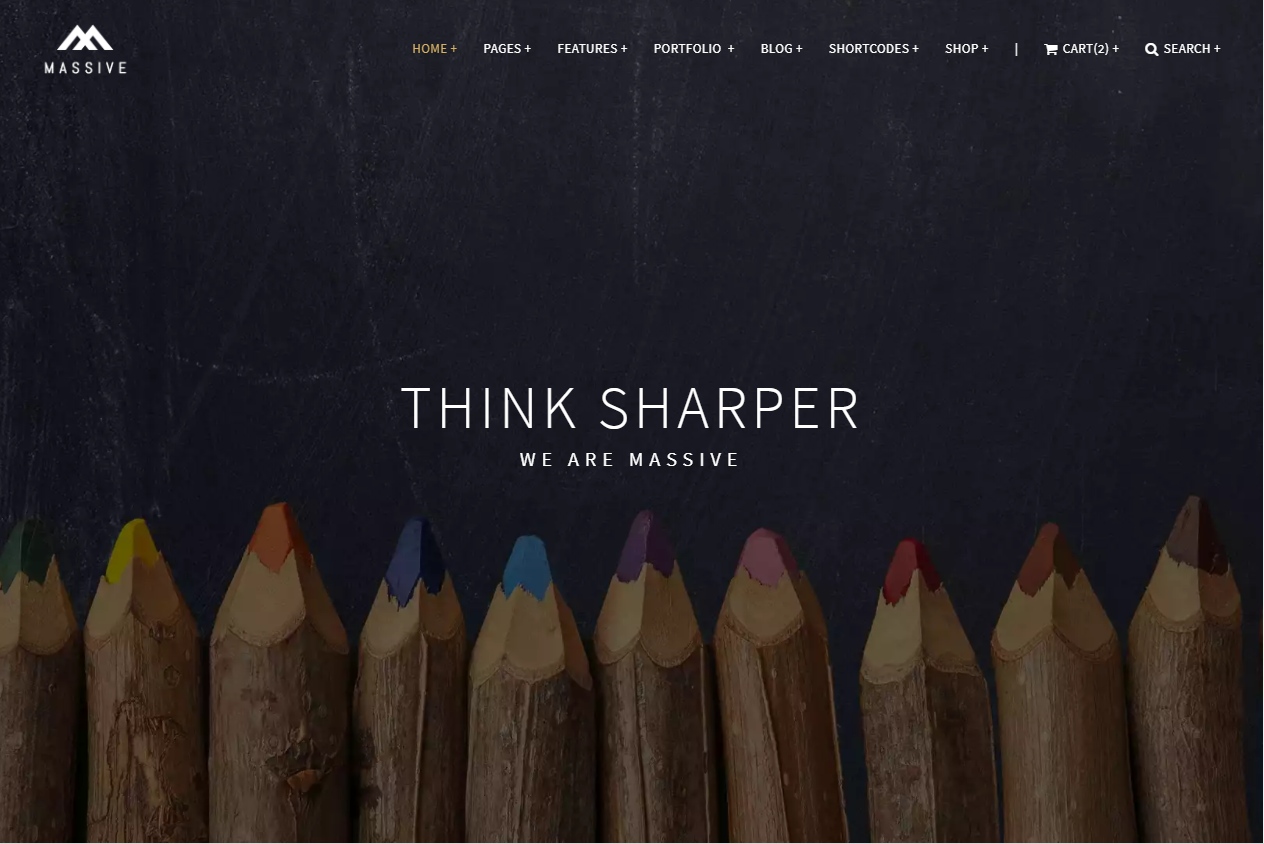 MASSIVE
HOME + PAGES + FEATURES + PORTFOLIO + BLOG + SHORTCODES + SHOP + | CART(2) + SEARCH +
THINK SHARPER
WE ARE MASSIVE